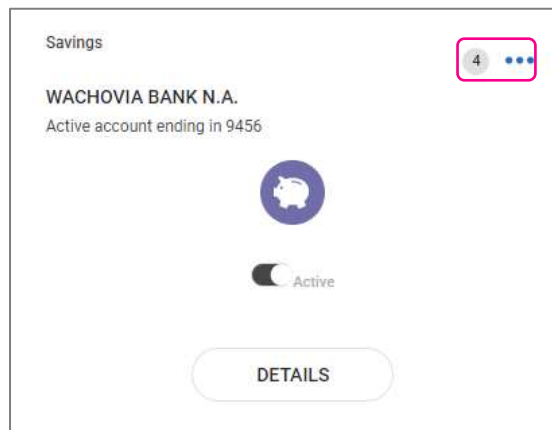 Savings
4 •••
WACHOVIA BANK N.A.
Active account ending in 9456
Active
DETAILS